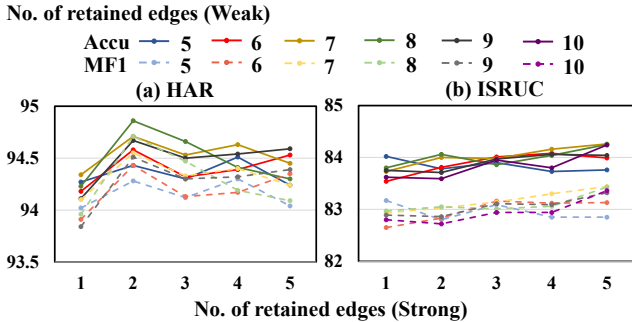 No. of retained edges (Weak)
Accu 5 6 7 8 9 10
MF1 5 6 7 8 9 10
(a) HAR (b) ISRUC
95 85
94.5 84
94 83
93.5 82
1 2 3 4 5 1 2 3 4 5
No. of retained edges (Strong)